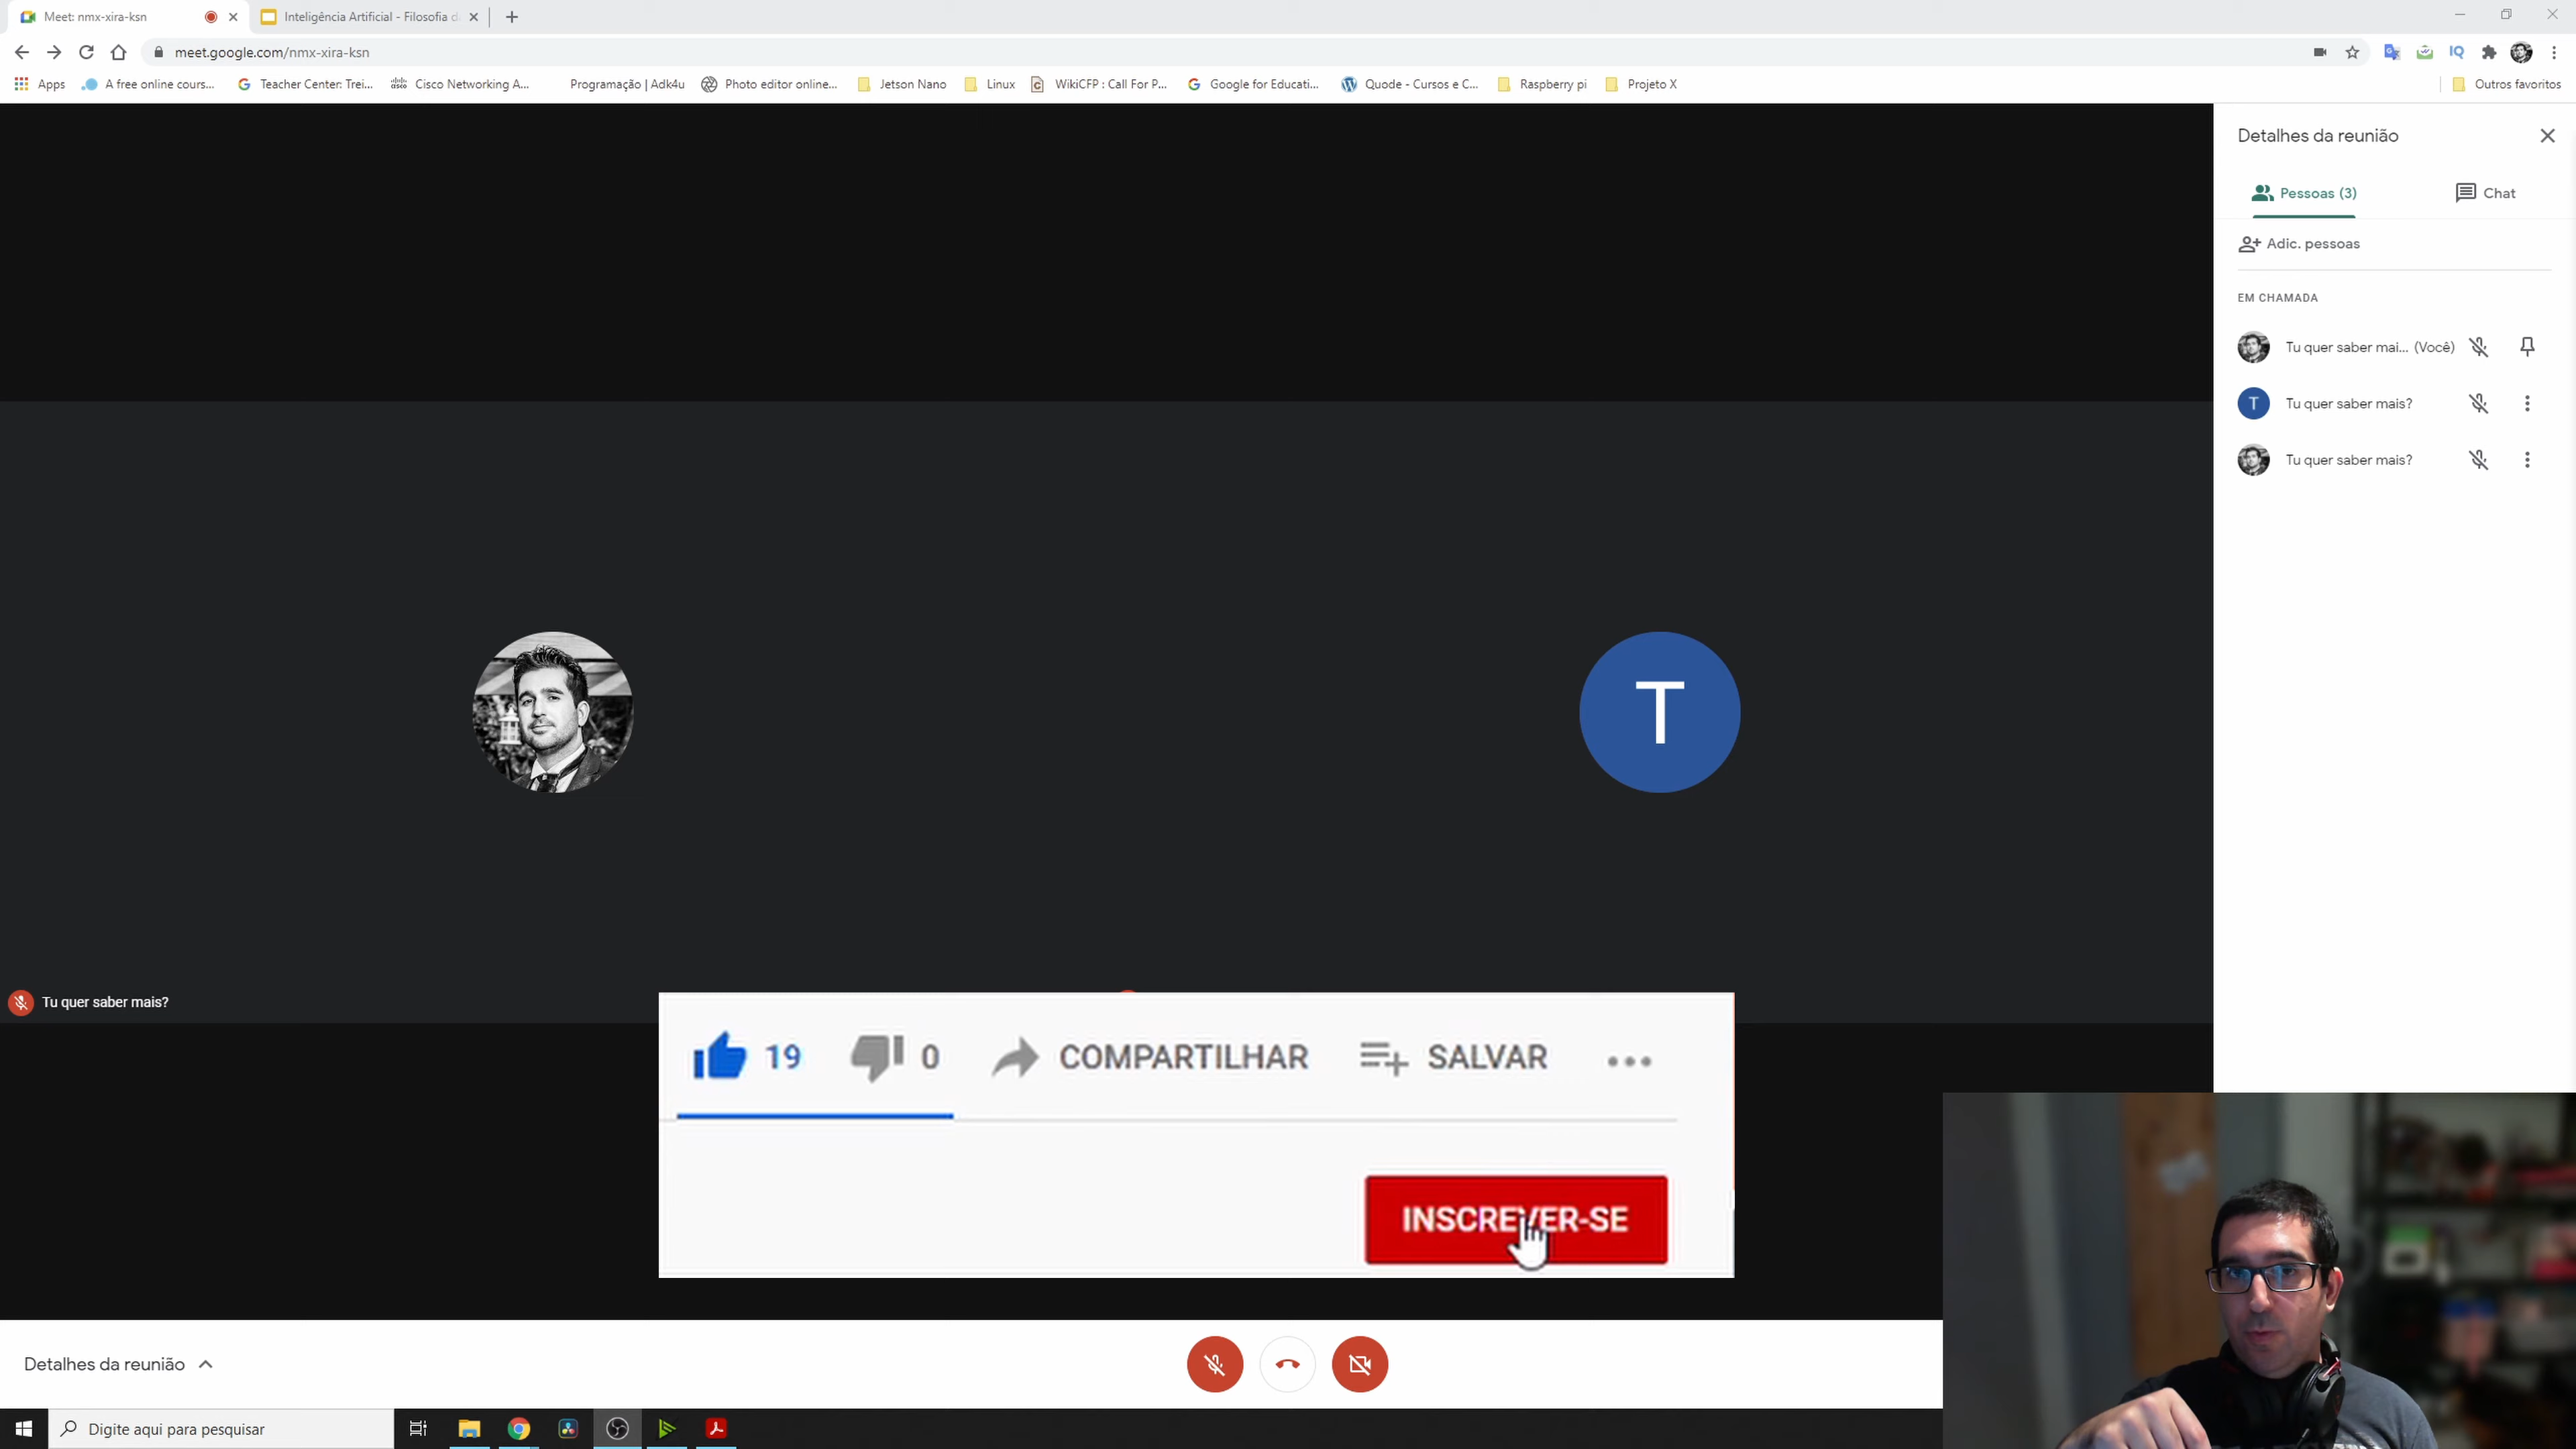 Meet: nmx-xira-ksn
Inteligência Artificial - Filosofia d
meet.google.com/nmx-xira-ksn
IQ
Apps
A free online cours...
Teacher Center: Trei...
Cisco Networking A...
Programação | Adk4u
Photo editor online...
Jetson Nano
Linux
WikiCFP : Call For P...
Google for Educati...
Quode - Cursos e C...
Raspberry pi
Projeto X
Outros favoritos
Detalhes da reunião
Pessoas (3)
Chat
Adic. pessoas
EM CHAMADA
Tu quer saber mai... (Você)
T
Tu quer saber mais?
Tu quer saber mais?
T
Tu quer saber mais?
19
0
COMPARTILHAR
SALVAR
INSCREVER-SE
Detalhes da reunião
Digite aqui para pesquisar